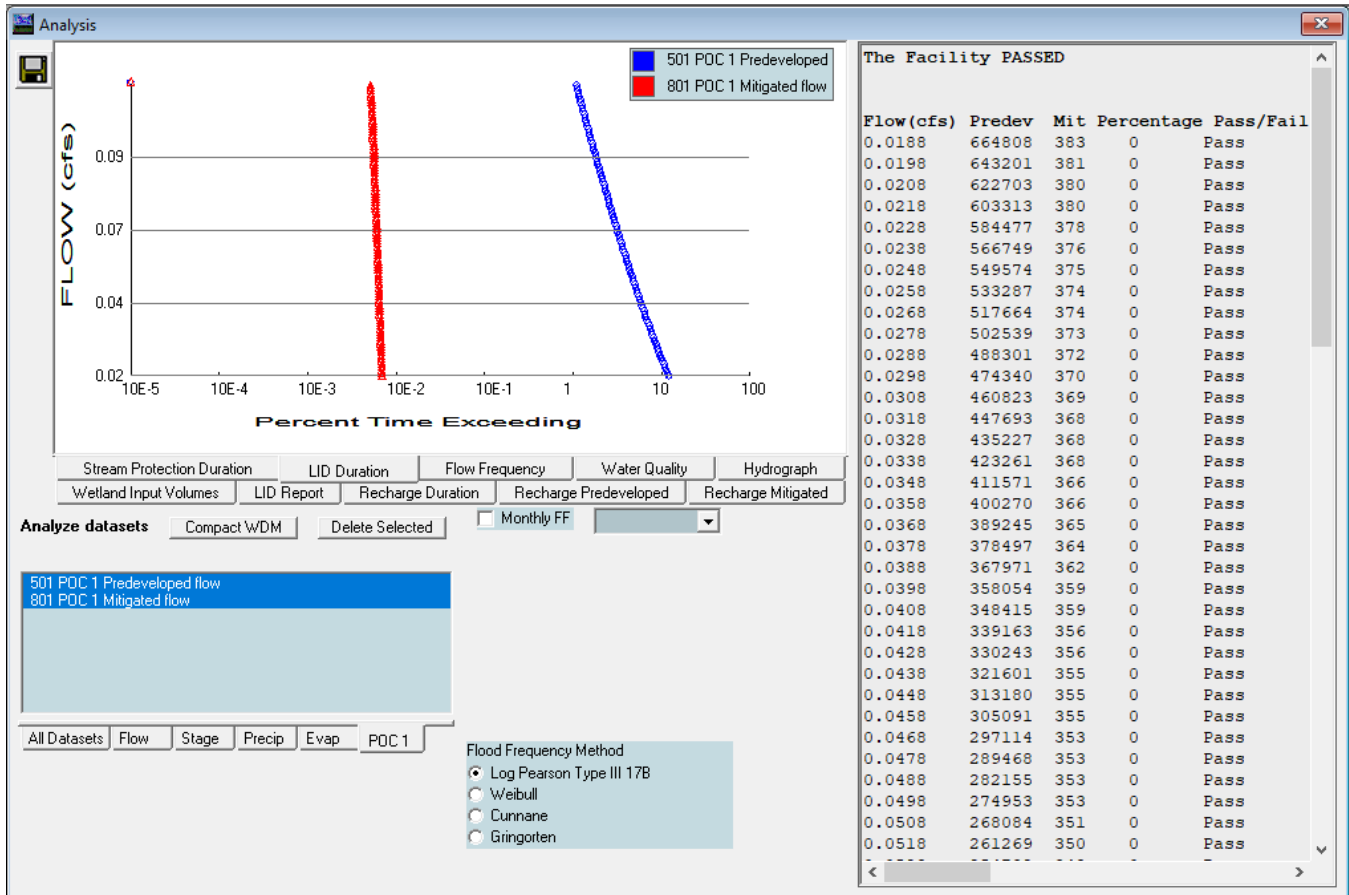 Analysis
501 POC 1 Predeveloped
801 POC 1 Mitigated flow
FLOW (cfs)
0.09
0.07
0.04
0.02
10E-5 10E-4 10E-3 10E-2 10E-1 1 10 100
Percent Time Exceeding
Stream Protection Duration LID Duration Flow Frequency Water Quality Hydrograph
Wetland Input Volumes LID Report Recharge Duration Recharge Predeveloped Recharge Mitigated
Analyze datasets Compact WDM Delete Selected Monthly FF
501 POC 1 Predeveloped flow
801 POC 1 Mitigated flow
All Datasets Flow Stage Precip Evap POC 1
Flood Frequency Method
Log Pearson Type III 17B
Weibull
Cunnane
Gringorten
The Facility PASSED
Flow(cfs) Predev Mit Percentage Pass/Fail
0.0188 664808 383 0 Pass
0.0198 643201 381 0 Pass
0.0208 622703 380 0 Pass
0.0218 603313 380 0 Pass
0.0228 584477 378 0 Pass
0.0238 566749 376 0 Pass
0.0248 549574 375 0 Pass
0.0258 533287 374 0 Pass
0.0268 517664 374 0 Pass
0.0278 502539 373 0 Pass
0.0288 488301 372 0 Pass
0.0298 474340 370 0 Pass
0.0308 460823 369 0 Pass
0.0318 447693 368 0 Pass
0.0328 435227 368 0 Pass
0.0338 423261 368 0 Pass
0.0348 411571 366 0 Pass
0.0358 400270 366 0 Pass
0.0368 389245 365 0 Pass
0.0378 378497 364 0 Pass
0.0388 367971 362 0 Pass
0.0398 358054 359 0 Pass
0.0408 348415 359 0 Pass
0.0418 339163 356 0 Pass
0.0428 330243 356 0 Pass
0.0438 321601 355 0 Pass
0.0448 313180 355 0 Pass
0.0458 305091 355 0 Pass
0.0468 297114 353 0 Pass
0.0478 289468 353 0 Pass
0.0488 282155 353 0 Pass
0.0498 274953 353 0 Pass
0.0508 268084 351 0 Pass
0.0518 261269 350 0 Pass